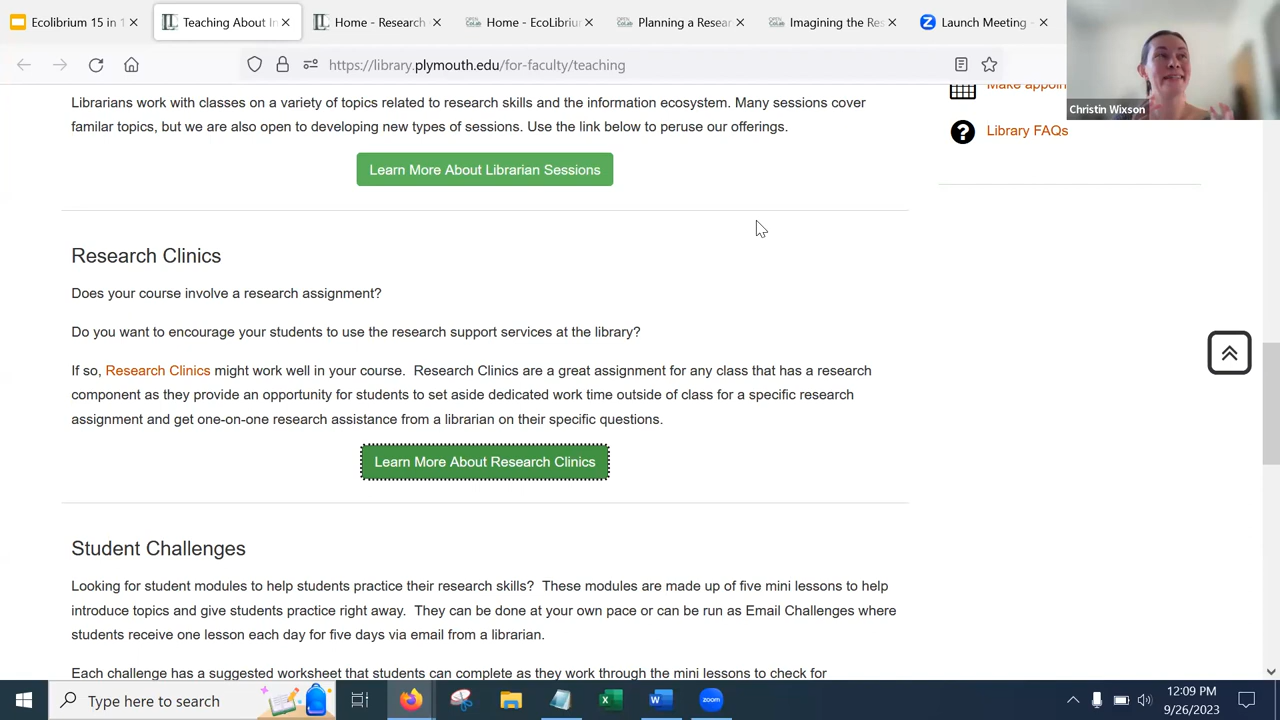 Ecolibrium 15 in 1
Teaching About In
Home - Research
Home - EcoLibriu
Planning a Resear
Imagining the Res
Launch Meeting -
https://library.plymouth.edu/for-faculty/teaching
Christin Wixson
Make appoin
Library FAQs
Librarians work with classes on a variety of topics related to research skills and the information ecosystem. Many sessions cover
familar topics, but we are also open to developing new types of sessions. Use the link below to peruse our offerings.
Learn More About Librarian Sessions
Research Clinics
Does your course involve a research assignment?
Do you want to encourage your students to use the research support services at the library?
If so, Research Clinics might work well in your course. Research Clinics are a great assignment for any class that has a research
component as they provide an opportunity for students to set aside dedicated work time outside of class for a specific research
assignment and get one-on-one research assistance from a librarian on their specific questions.
Learn More About Research Clinics
Student Challenges
Looking for student modules to help students practice their research skills? These modules are made up of five mini lessons to help
introduce topics and give students practice right away. They can be done at your own pace or can be run as Email Challenges where
students receive one lesson each day for five days via email from a librarian.
Each challenge has a suggested worksheet that students can complete as they work through the mini lessons to check for
Type here to search
zoom
12:09 PM
9/26/2023